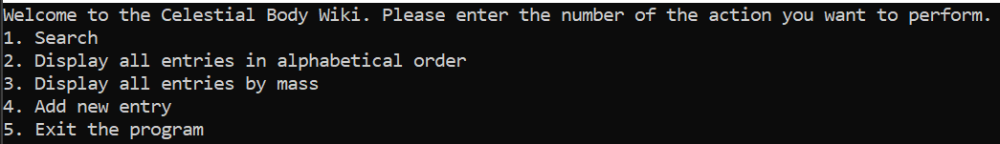 Welcome to the Celestial Body Wiki. Please enter the number of the action you want to perform.
1. Search
2. Display all entries in alphabetical order
3. Display all entries by mass
4. Add new entry
5. Exit the program